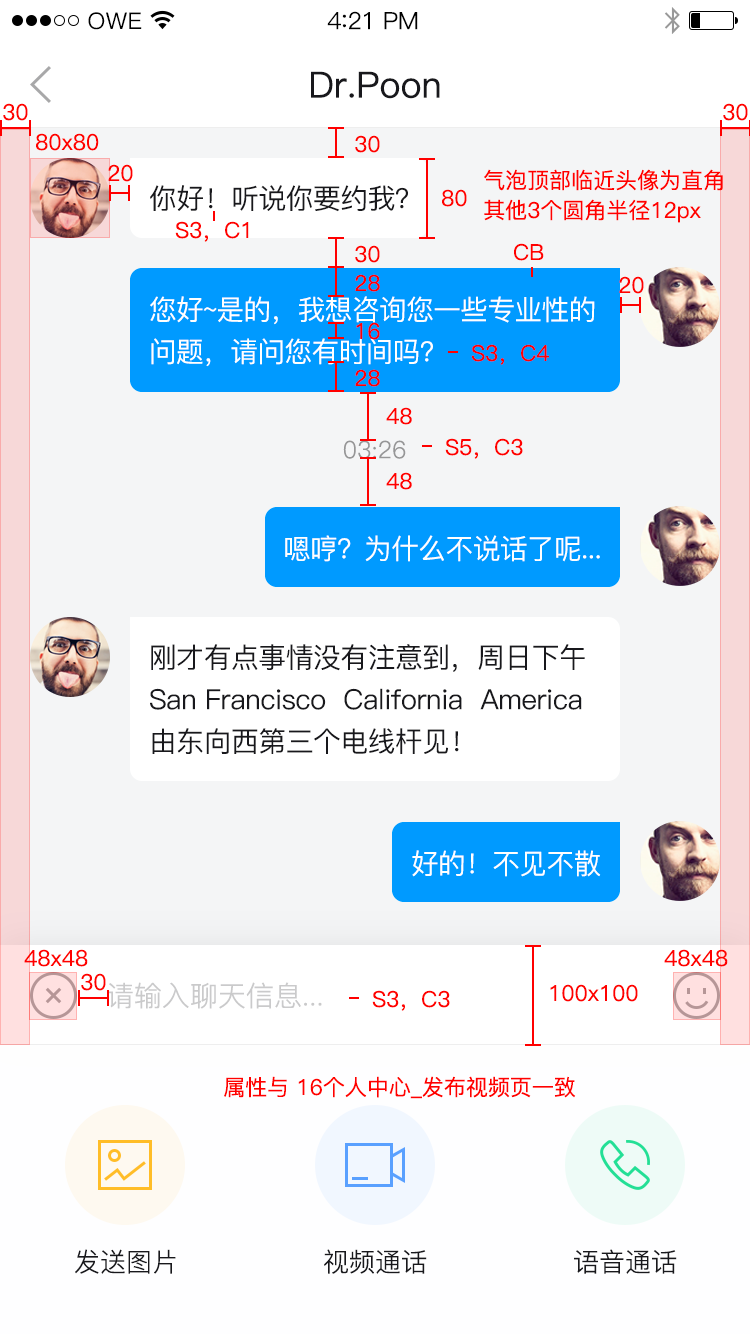 OWE
4:21 PM
Dr.Poon
30
30
80x80
30
20
气泡顶部临近头像为直角
你好！听说你要约我?
80
其他3个圆角半径12px
S3，C1
30
CB
28
20
您好~是的，我想咨询您一些专业性的
16
问题，请问您有时间吗?
S3，C4
28
48
03:26
S5，C3
48
嗯哼? 为什么不说话了呢...
刚才有点事情没有注意到，周日下午
San Francisco California America
由东向西第三个电线杆见！
好的！不见不散
48x48
48x48
30
请输入聊天信息...
S3，C3
100x100
属性与 16个人中心_发布视频页一致
发送图片
视频通话
语音通话